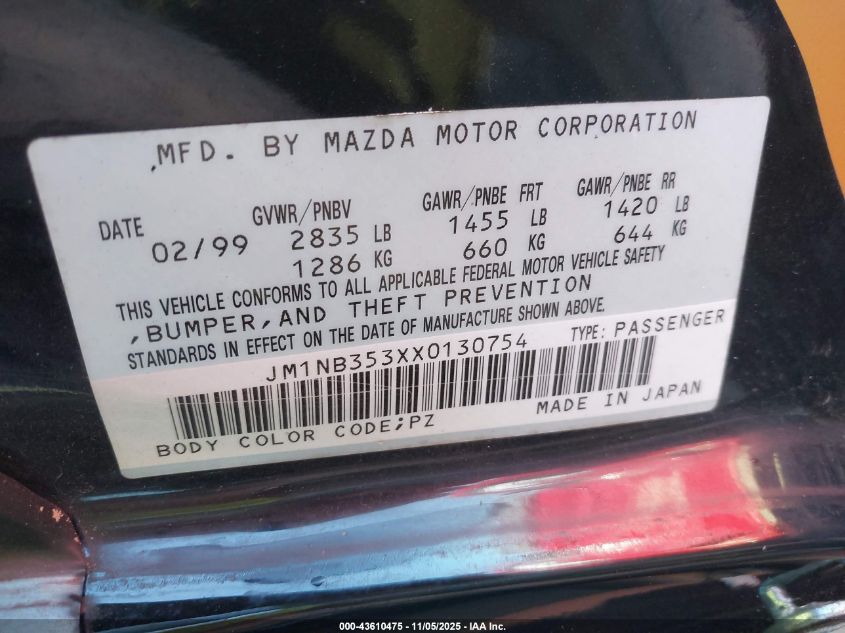 MFD. BY MAZDA MOTOR CORPORATION
DATE GVWR/PNBV GAWR/PNBE FRT GAWR/PNBE RR
02/99 2835 LB 1455 LB 1420 LB
1286 KG 660 KG 644 KG
THIS VEHICLE CONFORMS TO ALL APPLICABLE FEDERAL MOTOR VEHICLE SAFETY
,BUMPER,AND THEFT PREVENTION
STANDARDS IN EFFECT ON THE DATE OF MANUFACTURE SHOWN ABOVE.
JM1NB353XX0130754 TYPE: PASSENGER
BODY COLOR CODE;PZ MADE IN JAPAN
000-43610475 - 11/05/2025 - IAA Inc.